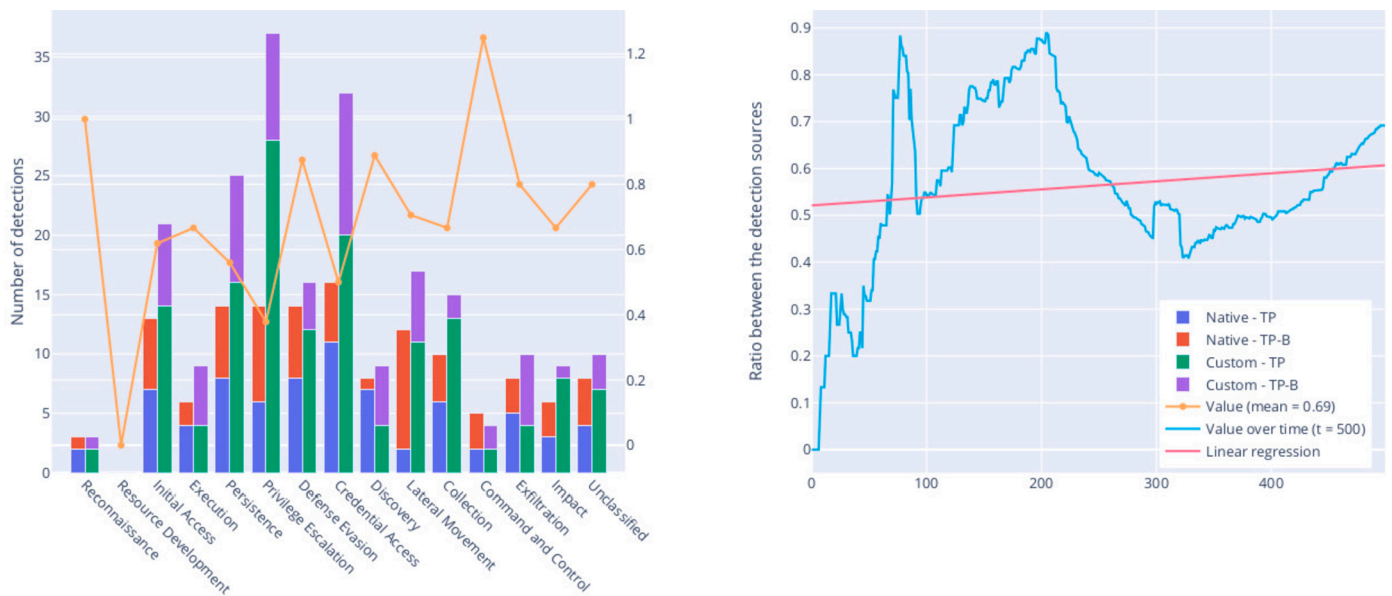 Number of detections
35
30
25
20
15
10
5
0
1.2
1
0.8
0.6
0.4
0.2
0
Reconnaissance
Resource Development
Initial Access
Execution
Persistence
Privilege Escalation
Defense Evasion
Credential Access
Discovery
Lateral Movement
Collection
Command and Control
Exfiltration
Impact
Unclassified
Ratio between the detection sources
0.9
0.8
0.7
0.6
0.5
0.4
0.3
0.2
0.1
0
0
100
200
300
400
Native - TP
Native - TP-B
Custom - TP
Custom - TP-B
Value (mean = 0.69)
Value over time (t = 500)
Linear regression